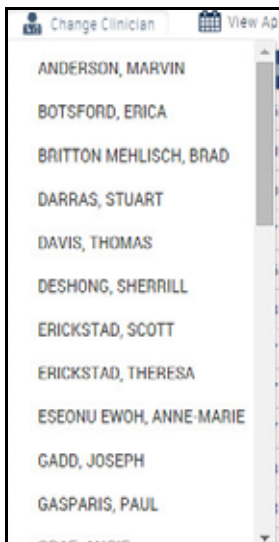 Change Clinician View Ap
ANDERSON, MARVIN
BOTSFORD, ERICA
BRITTON MEHLISCH, BRAD
DARRAS, STUART
DAVIS, THOMAS
DESHONG, SHERRILL
ERICKSTAD, SCOTT
ERICKSTAD, THERESA
ESEONU EWOH, ANNE-MARIE
GADD, JOSEPH
GASPARIS, PAUL